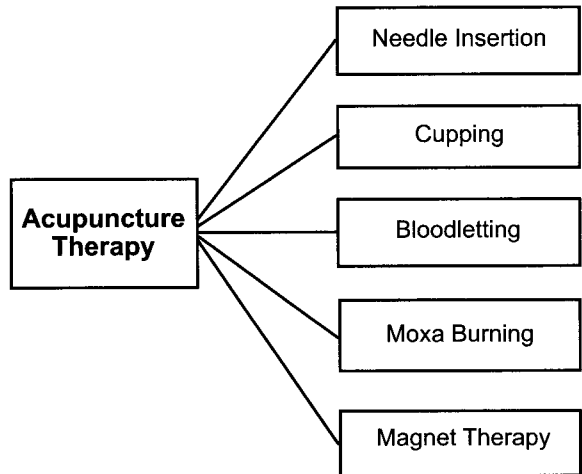 Needle Insertion
Cupping
Acupuncture
Therapy
Bloodletting
Moxa Burning
Magnet Therapy